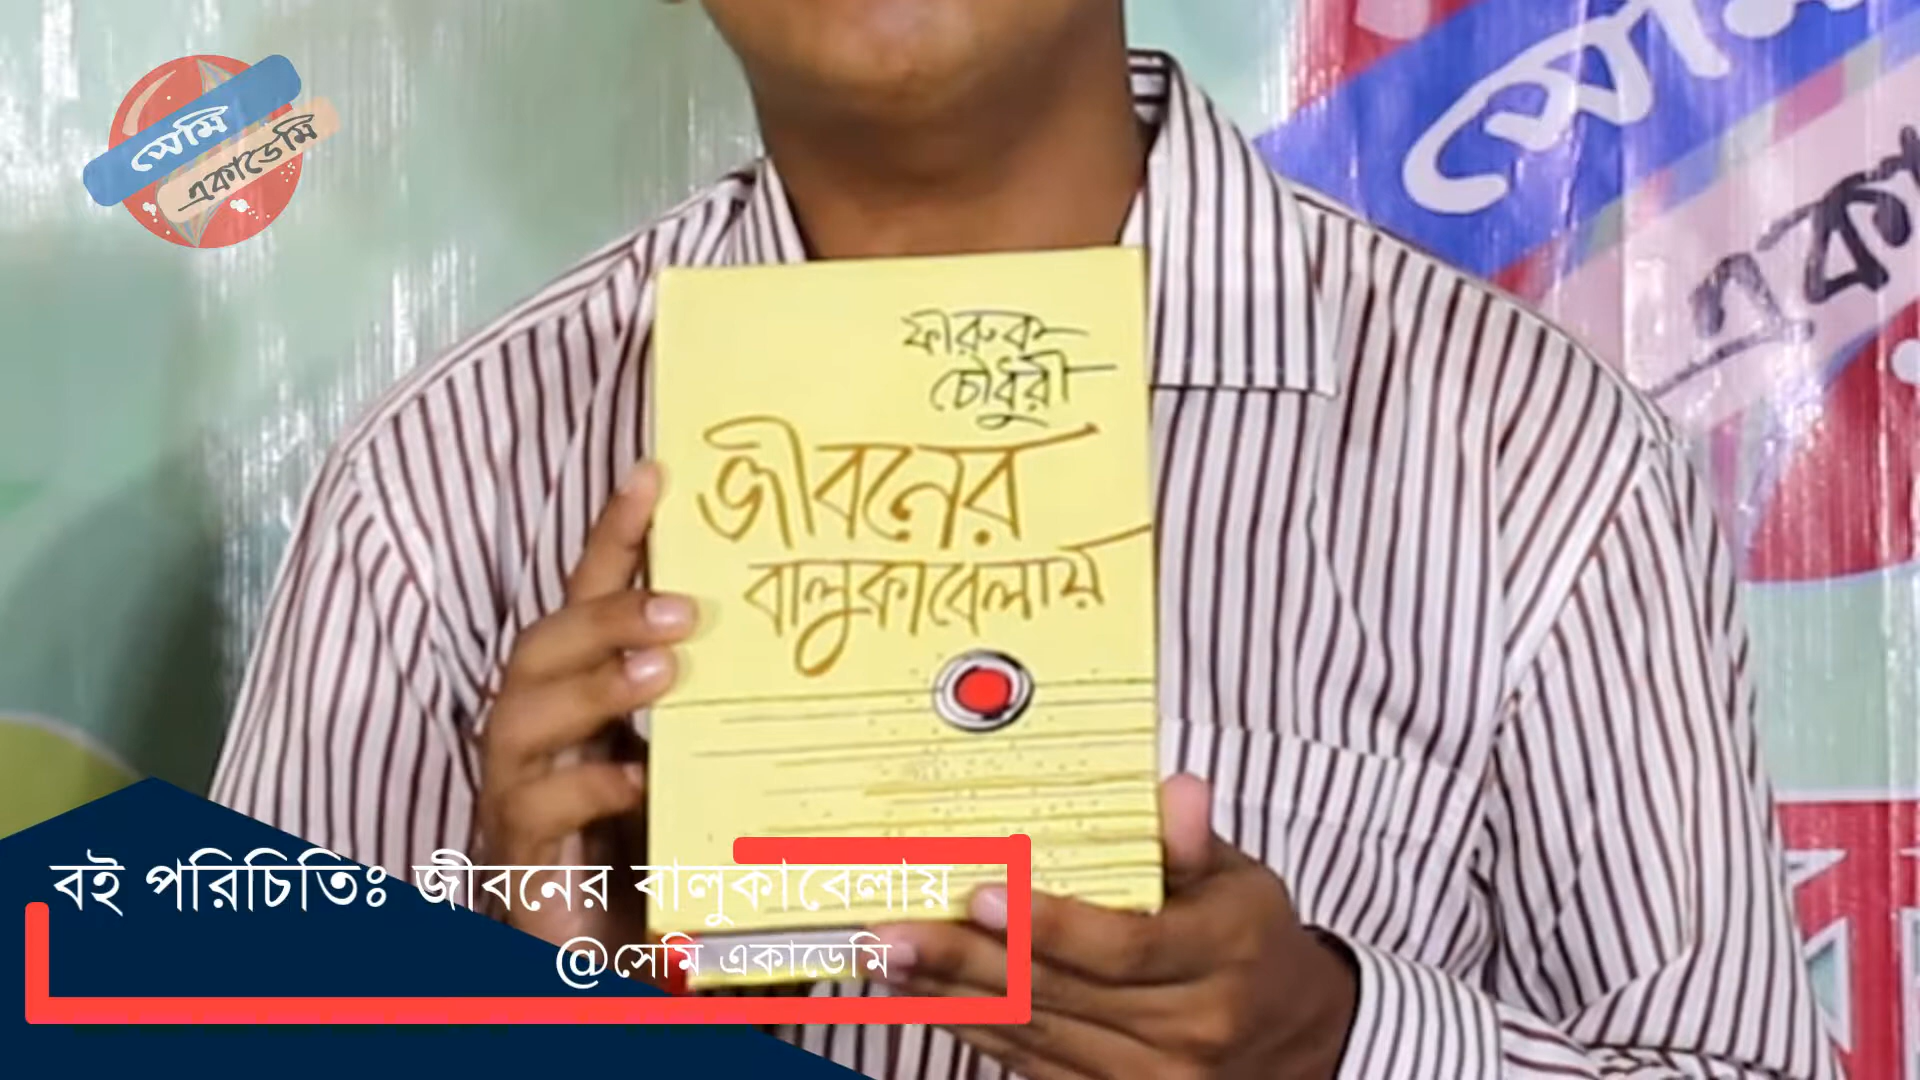 সেমি
একাডেমি
ফারুক
চৌধুরী
জীবনের
বালুকাবেলায়
বই পরিচিতিঃ জীবনের বালুকাবেলায়
@সেমি একাডেমি